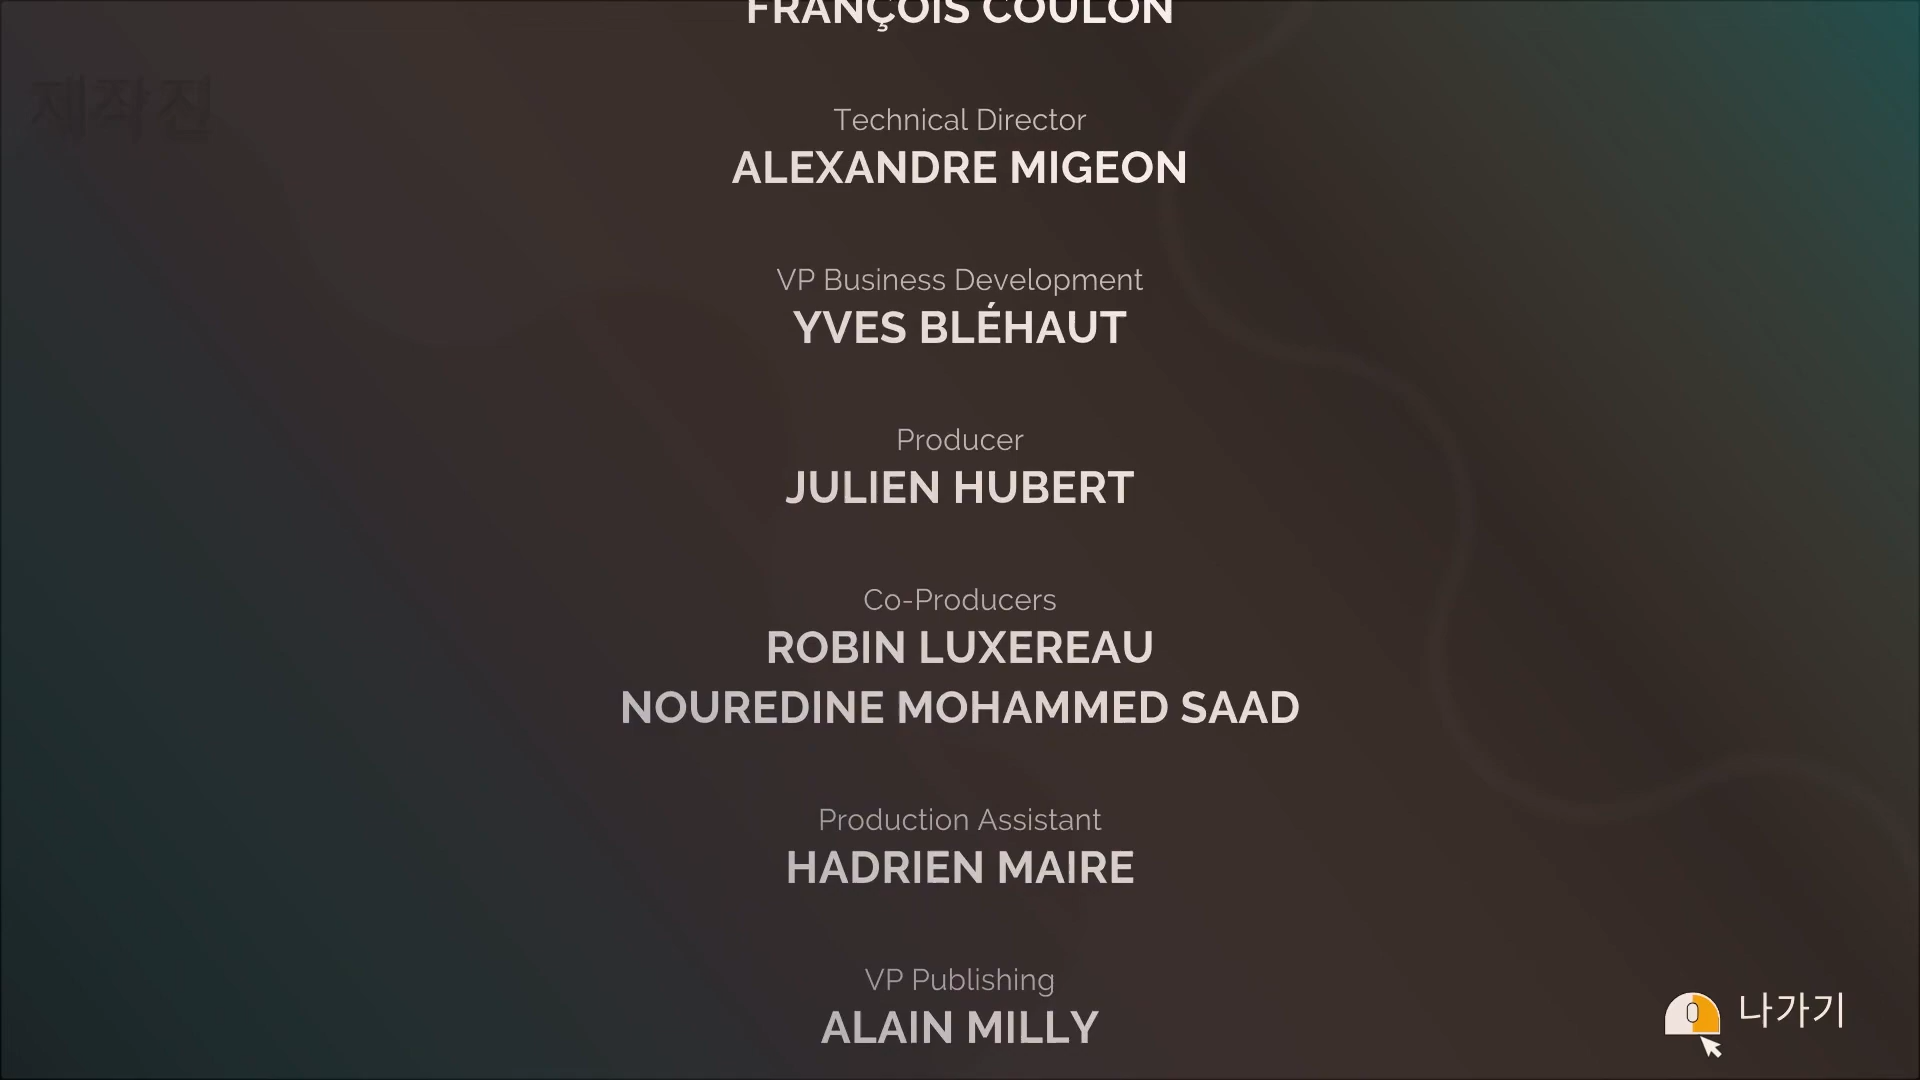 FRANÇOIS COULON
제작진
Technical Director
ALEXANDRE MIGEON
VP Business Development
YVES BLÉHAUT
Producer
JULIEN HUBERT
Co-Producers
ROBIN LUXEREAU
NOUREDINE MOHAMMED SAAD
Production Assistant
HADRIEN MAIRE
VP Publishing
ALAIN MILLY
나가기